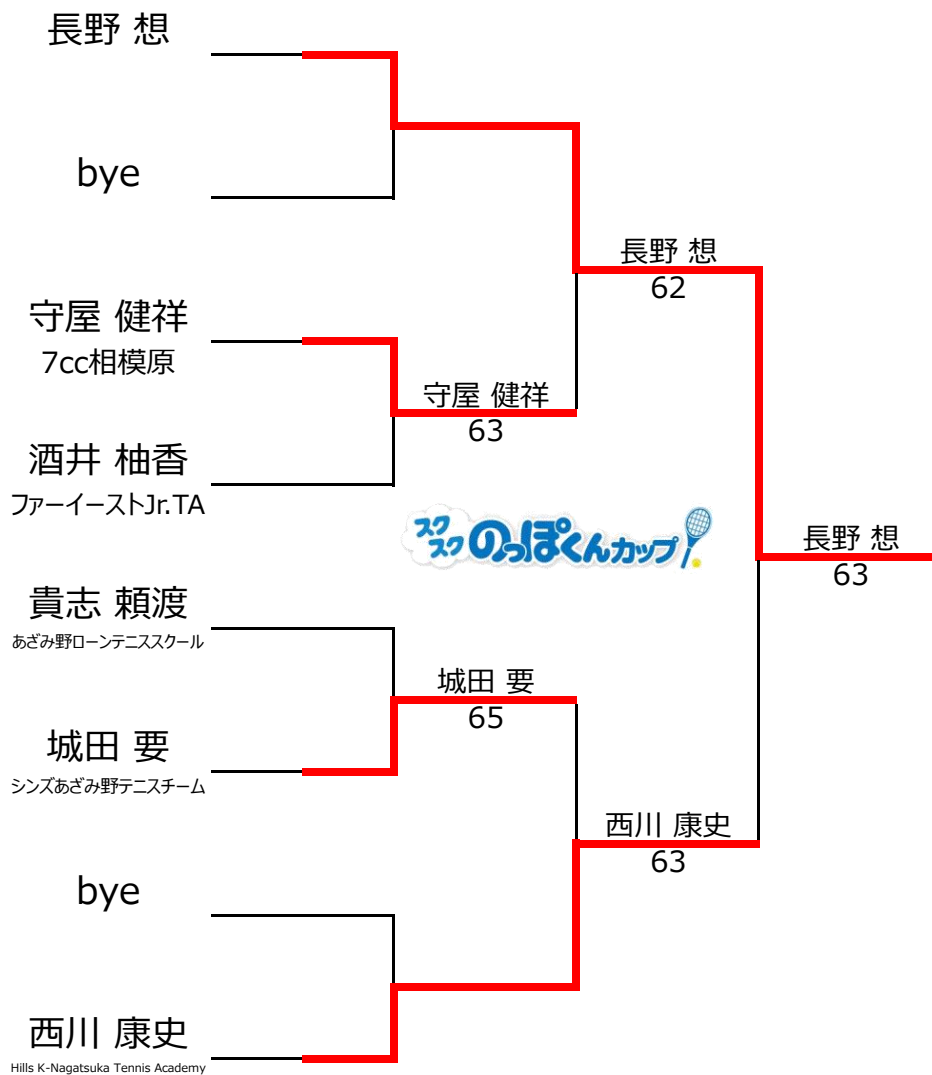 長野 想
bye
長野 想
62
守屋 健祥
7cc相模原
守屋 健祥
63
酒井 柚香
ファーイーストJr.TA
スク
スク
のっぽくんカップ
長野 想
63
貴志 頼渡
あざみ野ローンテニススクール
城田 要
65
城田 要
シンズあざみ野テニスチーム
西川 康史
63
bye
西川 康史
Hills K-Nagatsuka Tennis Academy